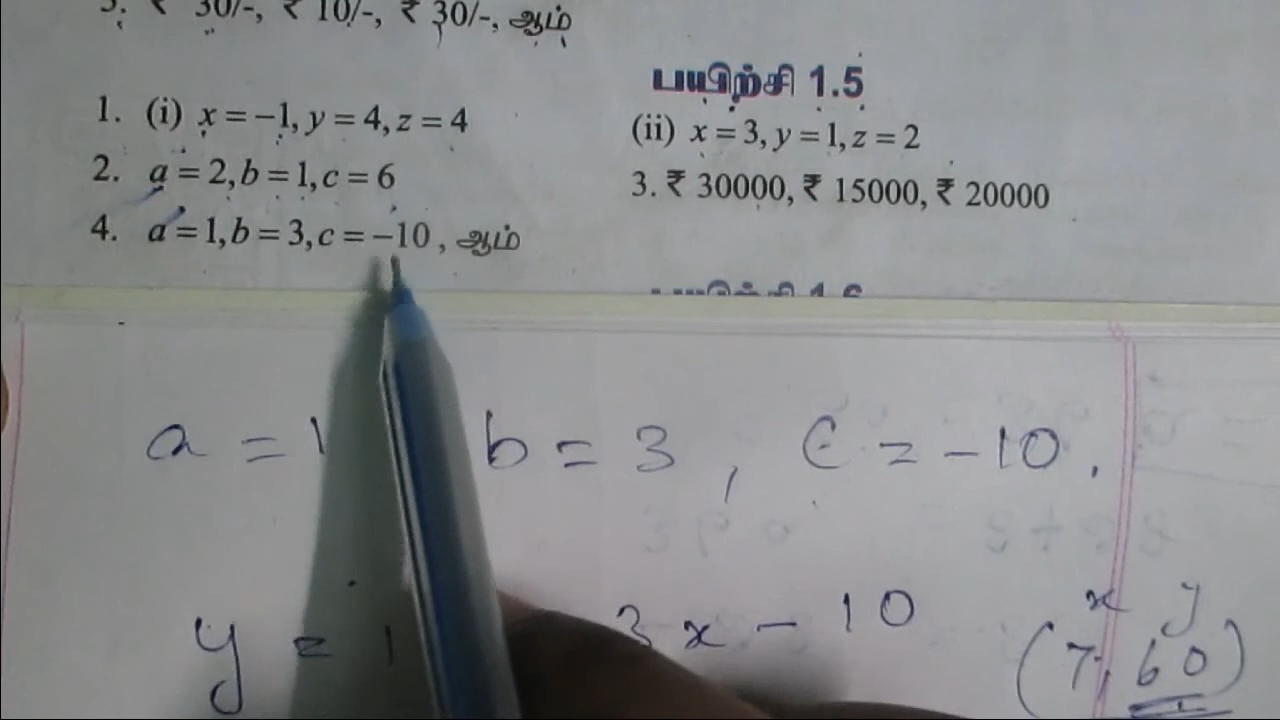 5. ₹ 30/-, ₹ 10/-, ₹ 30/-, ஆம்
பயிற்சி 1.5
1. (i) x = −1, y = 4, z = 4 (ii) x = 3, y = 1, z = 2
2. a = 2, b = 1, c = 6 3. ₹ 30000, ₹ 15000, ₹ 20000
4. a = 1, b = 3, c = −10 , ஆம்
a = 1 b = 3 , c = -10 .
y = 1 3x - 10 x y
(7, 60)